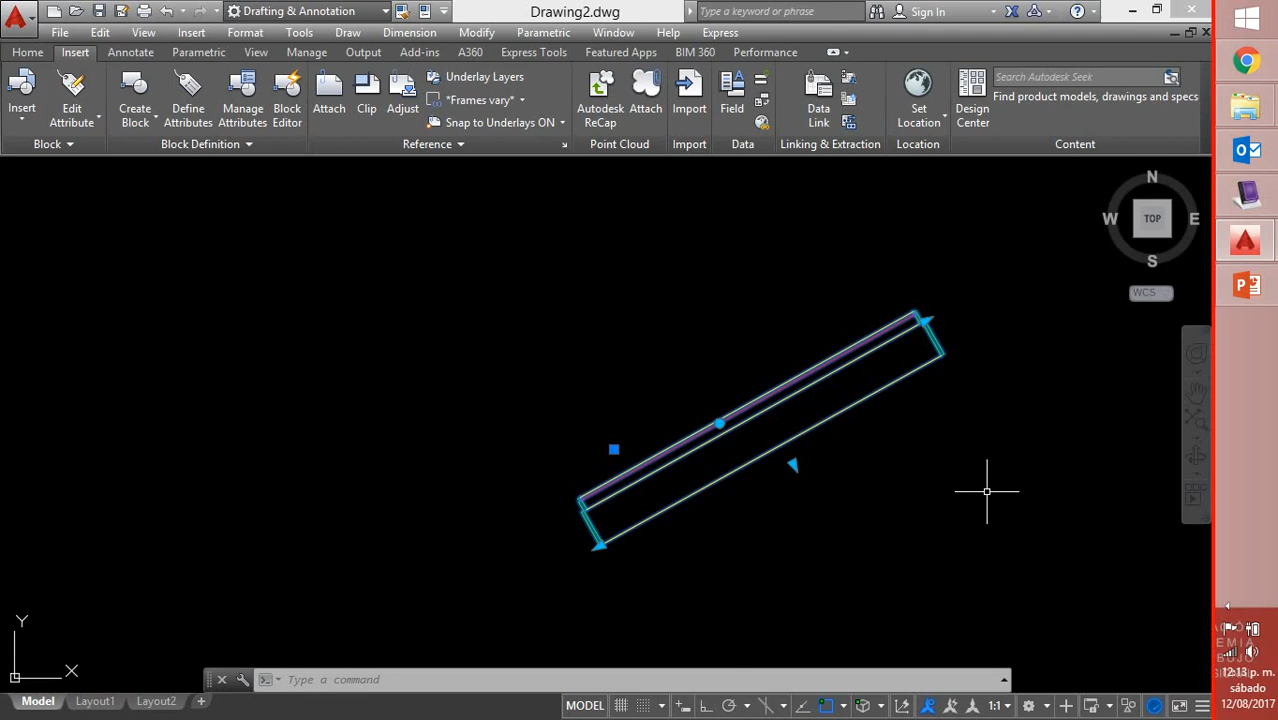 Drafting & Annotation
Drawing2.dwg
Type a keyword or phrase
Sign In
File Edit View Insert Format Tools Draw Dimension Modify Parametric Window Help Express
Home Insert Annotate Parametric View Manage Output Add-ins A360 Express Tools Featured Apps BIM 360 Performance
Insert
Edit Attribute
Create Block
Define Attributes
Manage Attributes
Block Editor
Attach
Clip
Adjust
Underlay Layers
*Frames vary*
Snap to Underlays ON
Autodesk ReCap
Attach
Import
Field
Data Link
Set Location
Design Center
Search Autodesk Seek
Find product models, drawings and specs
Block
Block Definition
Reference
Point Cloud
Import
Data
Linking & Extraction
Location
Content
N
W
TOP
E
S
WCS
Y
X
Type a command
Model Layout1 Layout2 +
MODEL
1:1
12:13 p. m.
sábado
12/08/2017